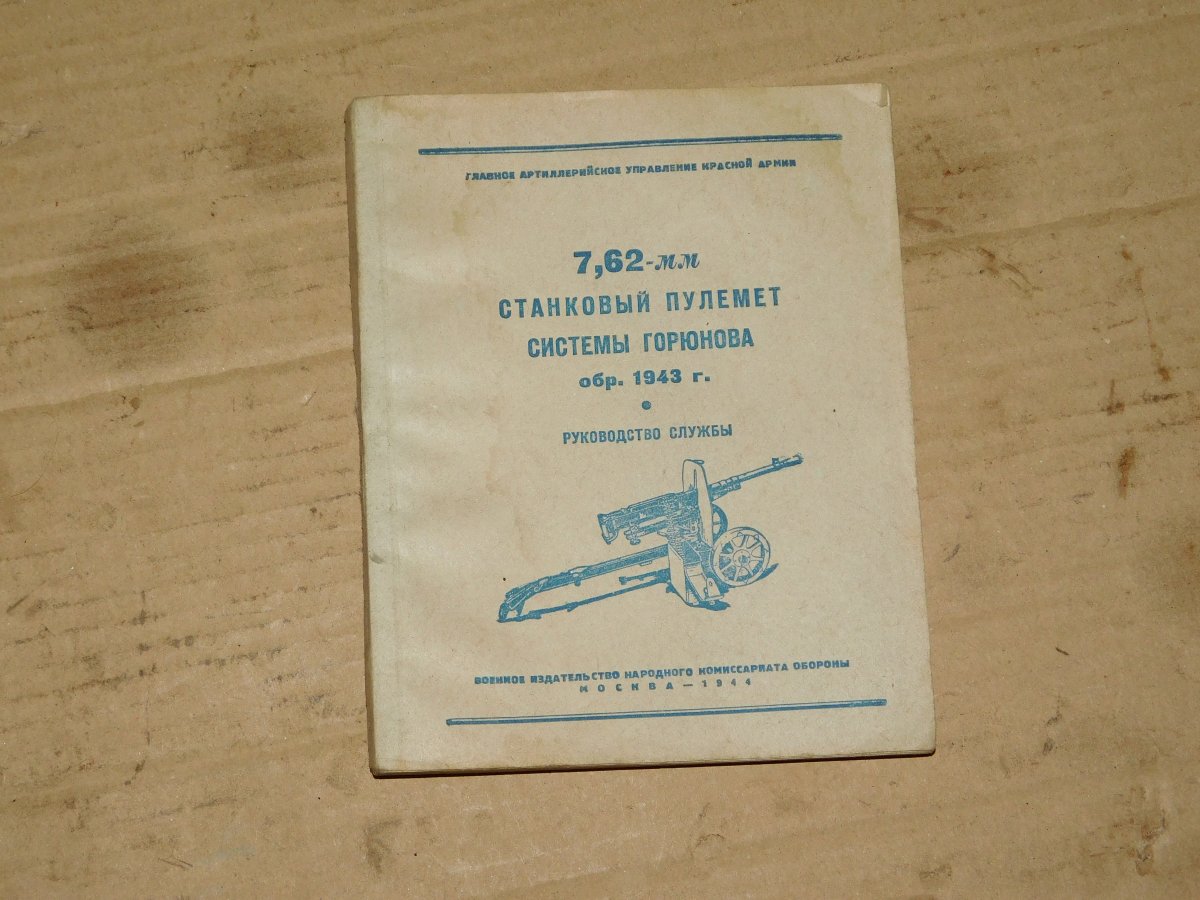 ГЛАВНОЕ АРТИЛЛЕРИЙСКОЕ УПРАВЛЕНИЕ КРАСНОЙ АРМИИ
7,62-мм
СТАНКОВЫЙ ПУЛЕМЕТ
СИСТЕМЫ ГОРЮНОВА
обр. 1943 г.
РУКОВОДСТВО СЛУЖБЫ
ВОЕННОЕ ИЗДАТЕЛЬСТВО НАРОДНОГО КОМИССАРИАТА ОБОРОНЫ
МОСКВА — 1944